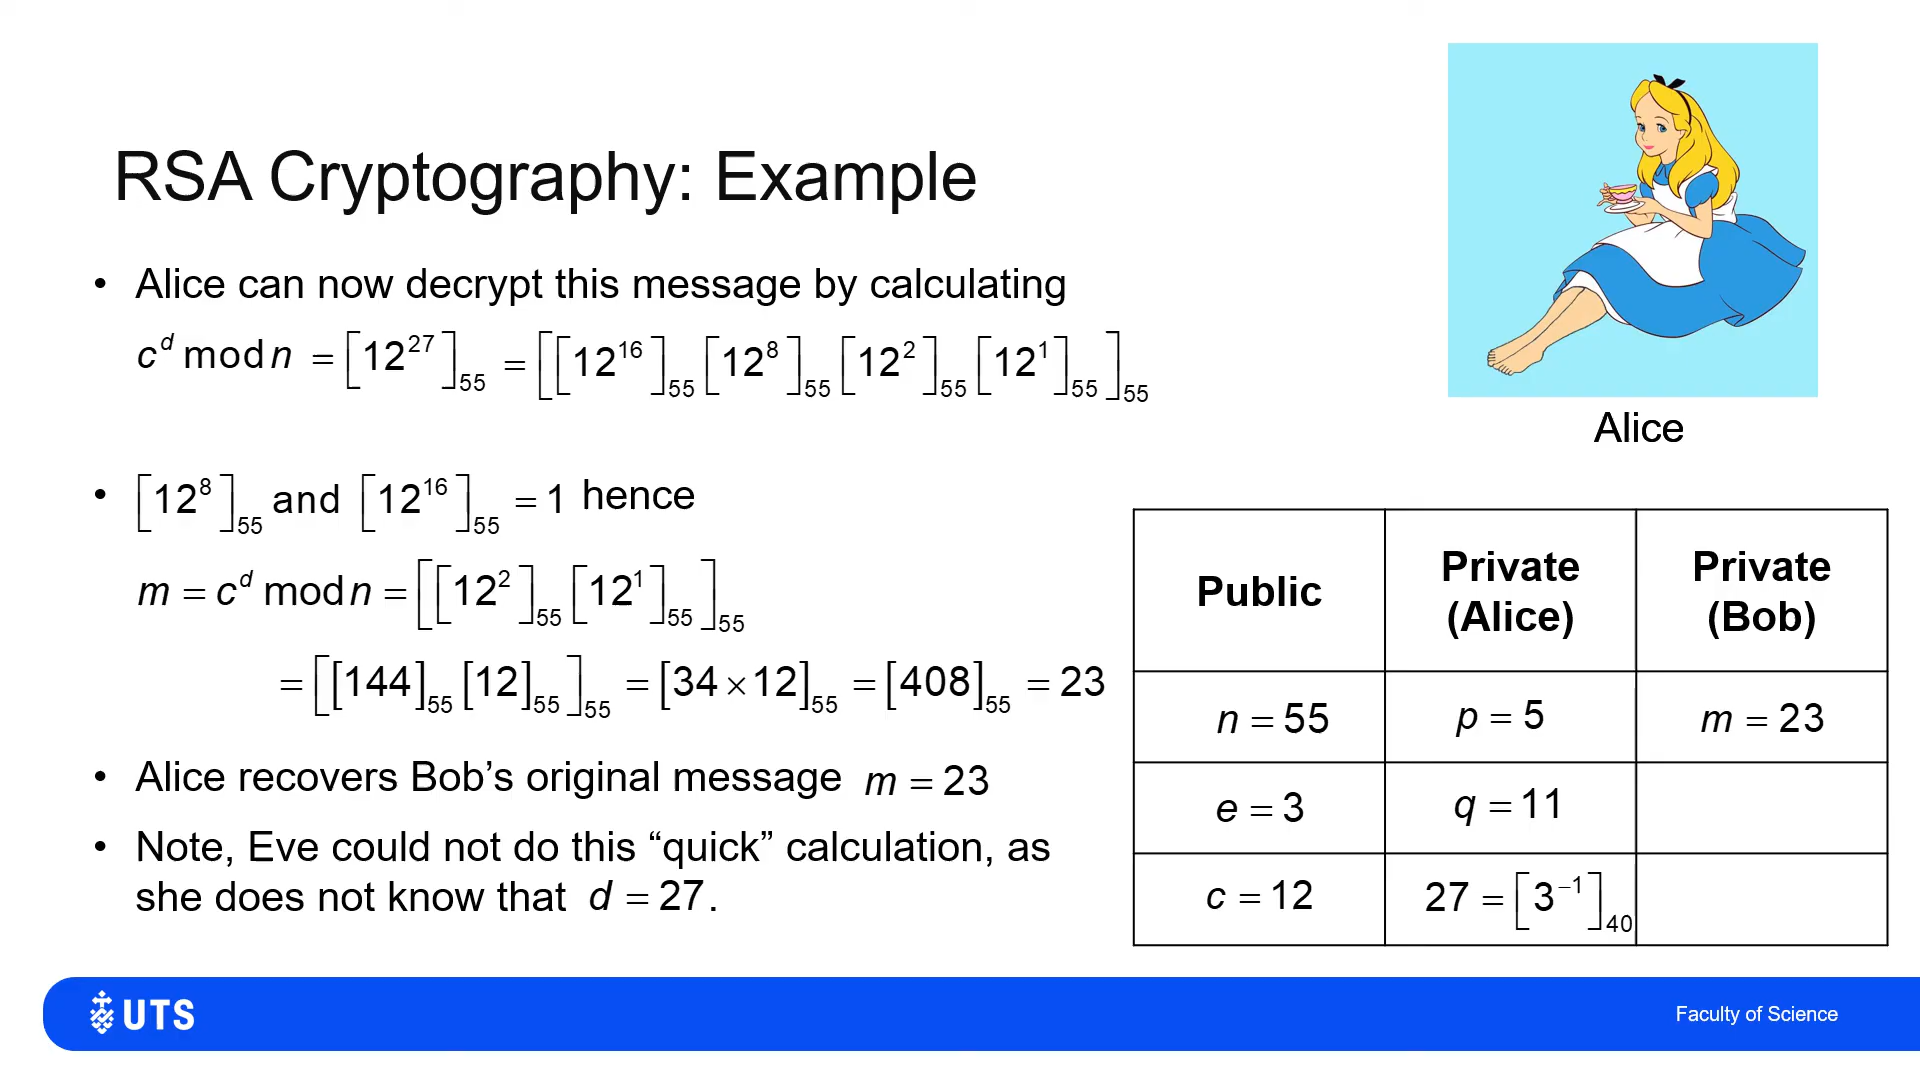 RSA Cryptography: Example
• Alice can now decrypt this message by calculating
c^d mod n = [12^27]_55 = [[12^16]_55 [12^8]_55 [12^2]_55 [12^1]_55]_55
• [12^8]_55 and [12^16]_55 = 1 hence
m = c^d mod n = [[12^2]_55 [12^1]_55]_55
= [[144]_55 [12]_55]_55 = [34 × 12]_55 = [408]_55 = 23
• Alice recovers Bob’s original message m = 23
• Note, Eve could not do this “quick” calculation, as
she does not know that d = 27.
Alice
Public Private (Alice) Private (Bob)
n = 55 p = 5 m = 23
e = 3 q = 11
c = 12 27 = [3^−1]_40
UTS
Faculty of Science